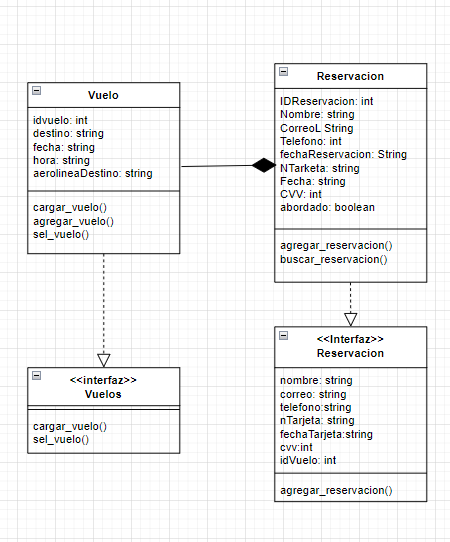 Vuelo
idvuelo: int
destino: string
fecha: string
hora: string
aerolineaDestino: string
cargar_vuelo()
agregar_vuelo()
sel_vuelo()
Reservacion
IDReservacion: int
Nombre: string
CorreoL String
Telefono: int
fechaReservacion: String
NTarketa: string
Fecha: string
CVV: int
abordado: boolean
agregar_reservacion()
buscar_reservacion()
<<interfaz>>
Vuelos
cargar_vuelo()
sel_vuelo()
<<Interfaz>>
Reservacion
nombre: string
correo: string
telefono:string
nTarjeta: string
fechaTarjeta:string
cvv:int
idVuelo: int
agregar_reservacion()